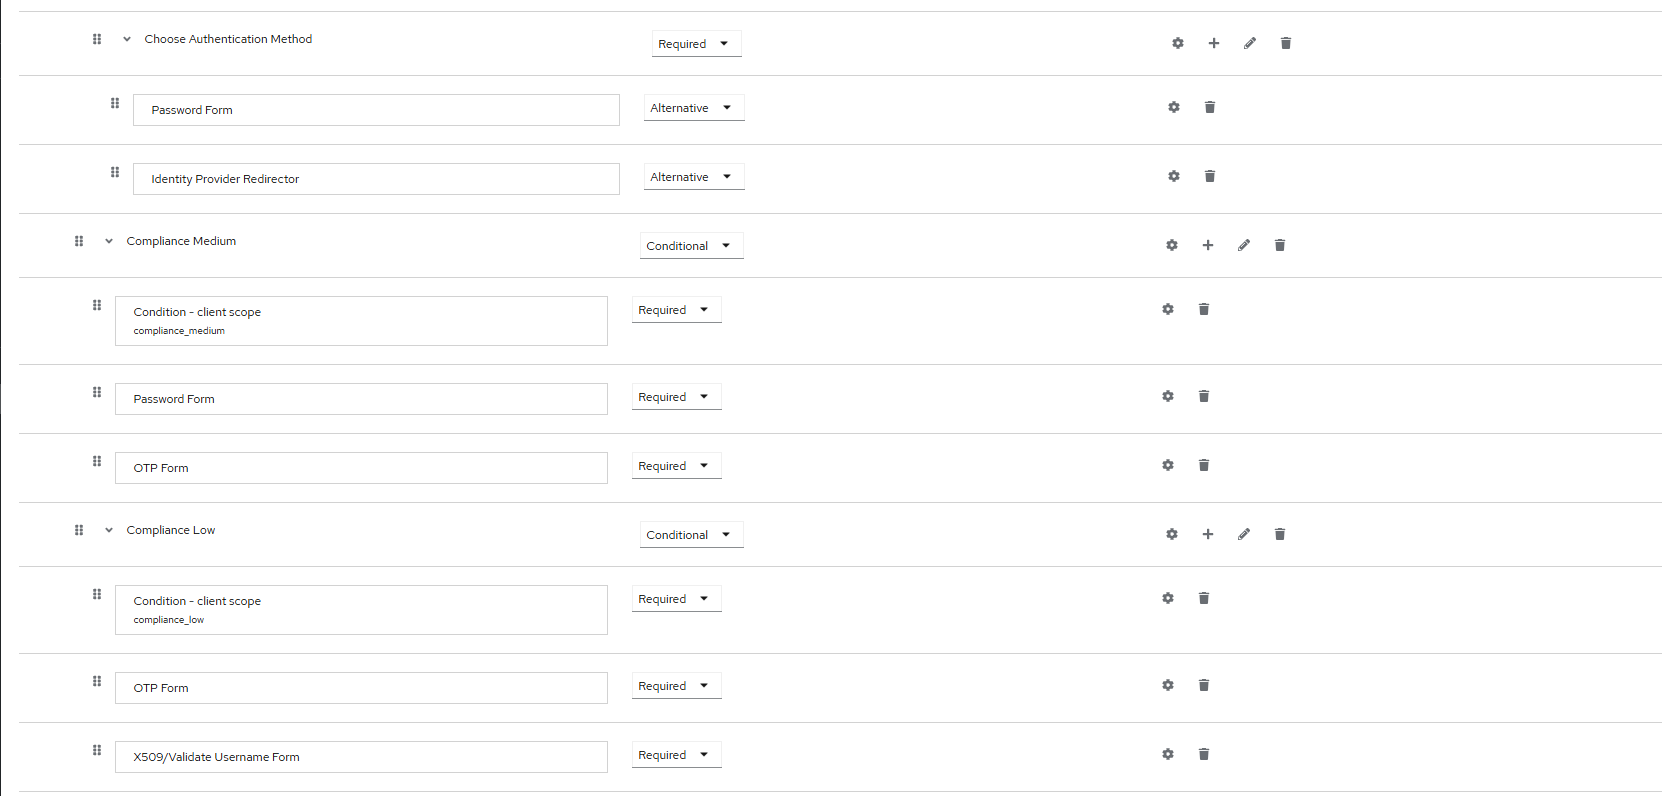 Choose Authentication Method
Required
Password Form
Alternative
Identity Provider Redirector
Alternative
Compliance Medium
Conditional
Condition - client scope
compliance_medium
Required
Password Form
Required
OTP Form
Required
Compliance Low
Conditional
Condition - client scope
compliance_low
Required
OTP Form
Required
X509/Validate Username Form
Required